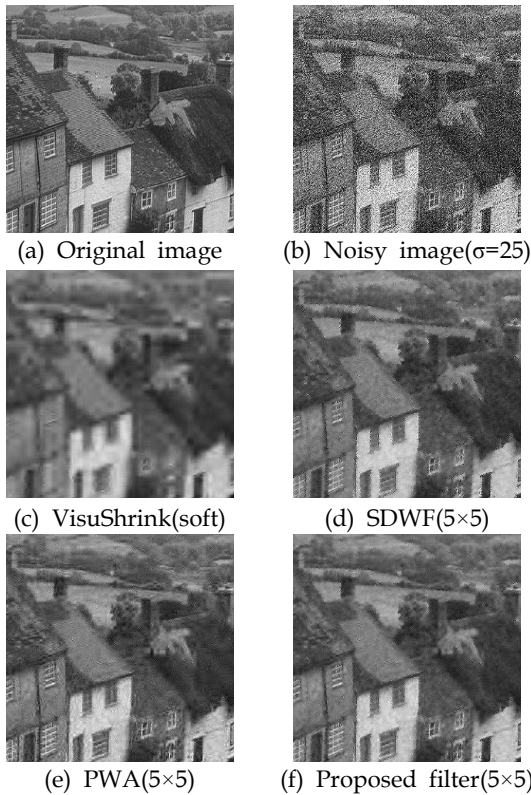 (a) Original image
(b) Noisy image(σ=25)
(c) VisuShrink(soft)
(d) SDWF(5×5)
(e) PWA(5×5)
(f) Proposed filter(5×5)